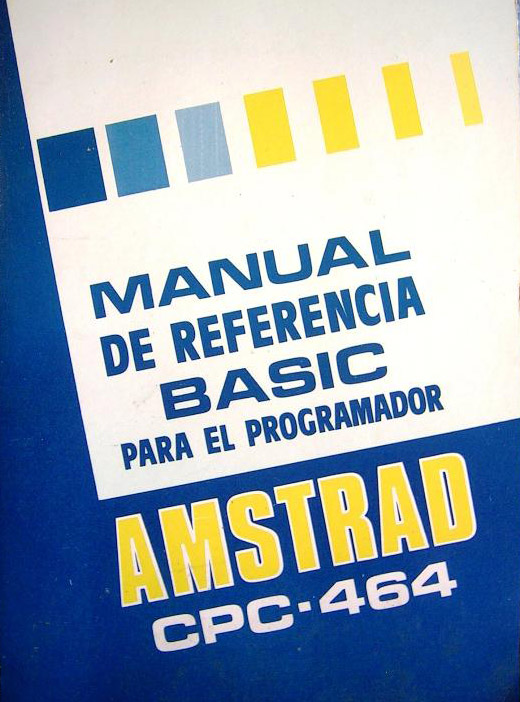 MANUAL
DE REFERENCIA
BASIC
PARA EL PROGRAMADOR
AMSTRAD
CPC·464